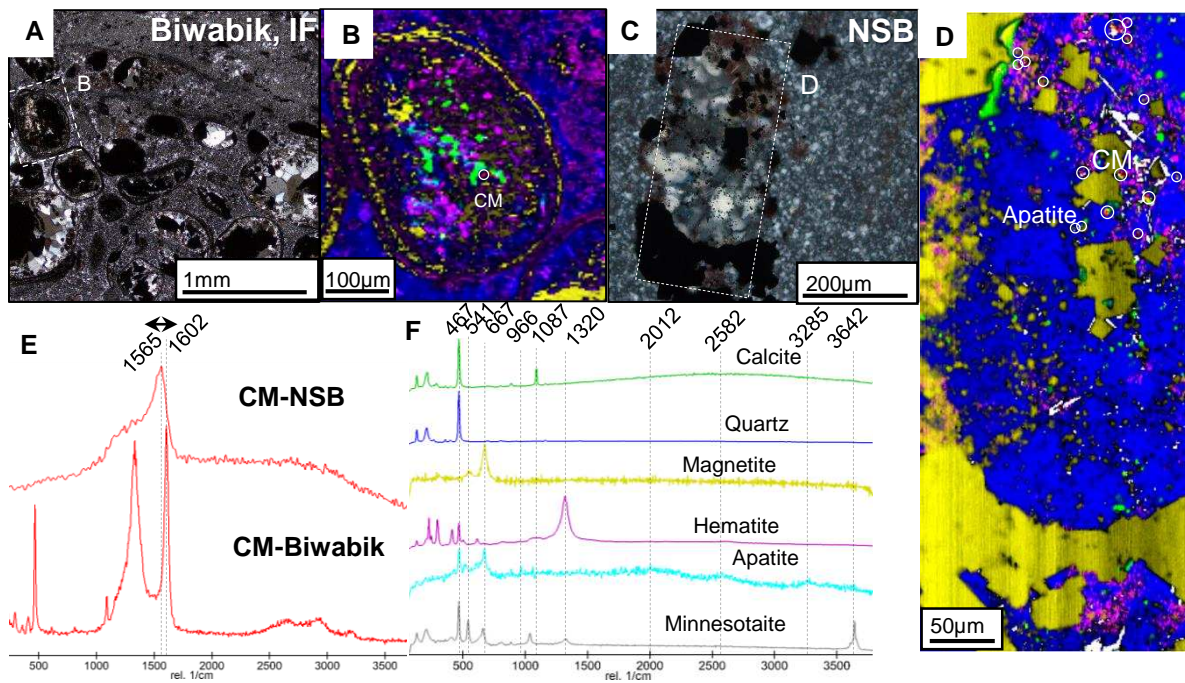 A
Biwabik, IF
B
1mm
B
CM
100µm
C
NSB
D
200µm
D
CM
Apatite
50µm
E
1565
1602
CM-NSB
CM-Biwabik
500 1000 1500 2000 2500 3000 3500
rel. 1/cm
F
467
541
667
966
1087
1320
2012
2582
3285
3642
Calcite
Quartz
Magnetite
Hematite
Apatite
Minnesotaite
500 1000 1500 2000 2500 3000 3500
rel. 1/cm